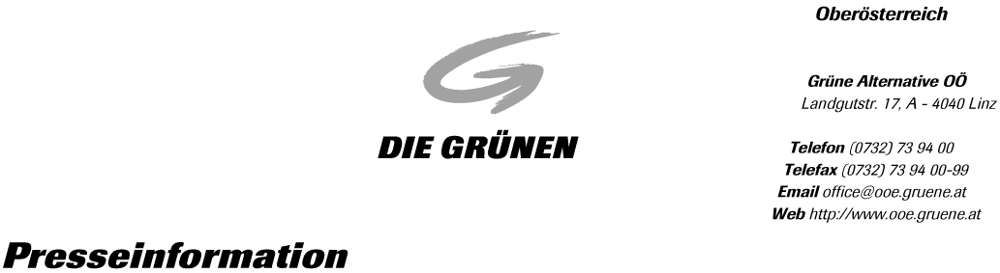 Oberösterreich
Grüne Alternative OÖ
Landgutstr. 17, A - 4040 Linz
DIE GRÜNEN
Telefon (0732) 73 94 00
Telefax (0732) 73 94 00-99
Email office@ooe.gruene.at
Web http://www.ooe.gruene.at
Presseinformation